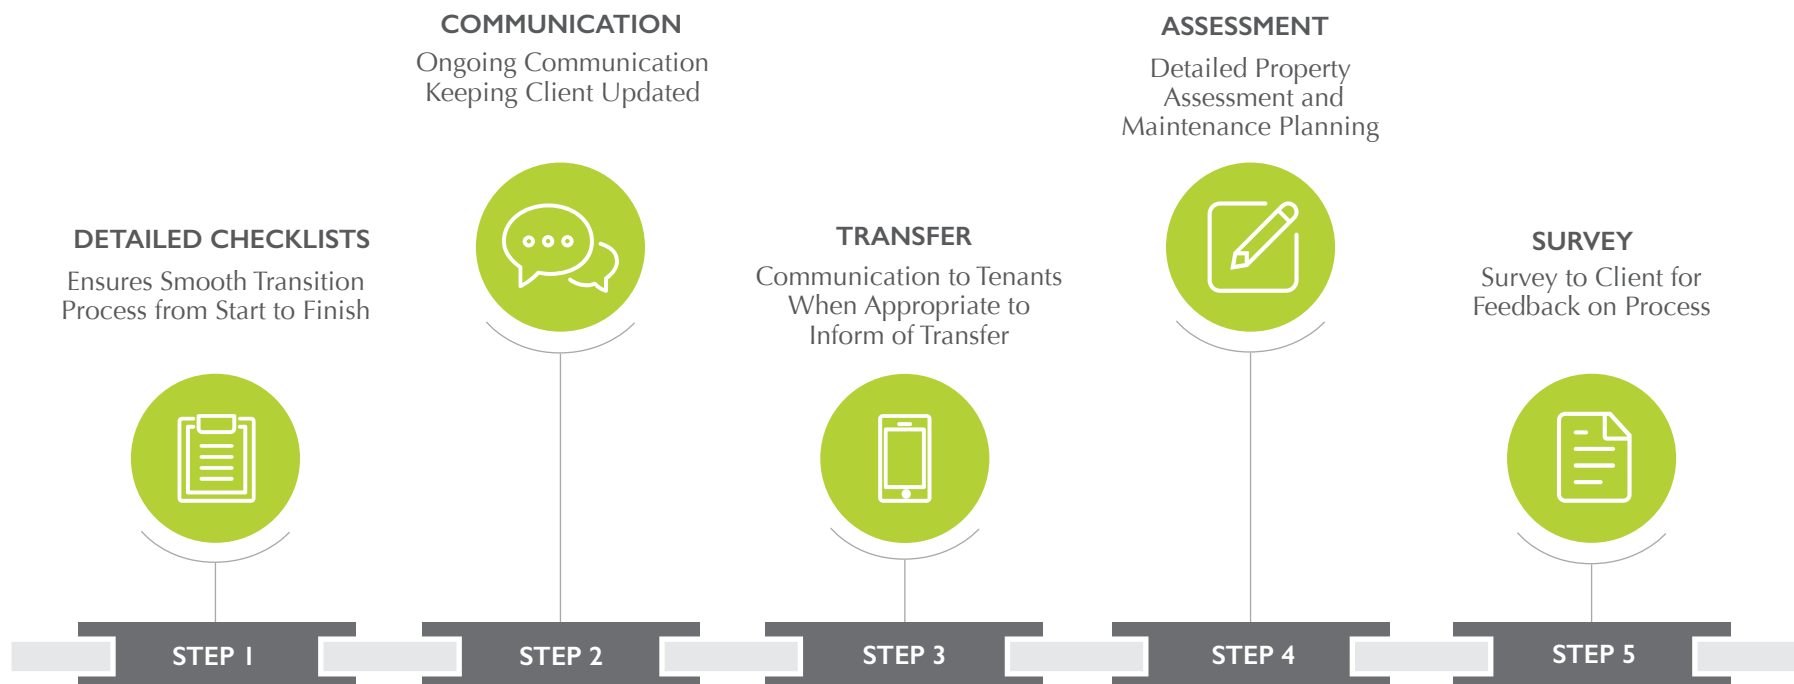 DETAILED CHECKLISTS
Ensures Smooth Transition
Process from Start to Finish
COMMUNICATION
Ongoing Communication
Keeping Client Updated
TRANSFER
Communication to Tenants
When Appropriate to
Inform of Transfer
ASSESSMENT
Detailed Property
Assessment and
Maintenance Planning
SURVEY
Survey to Client for
Feedback on Process
STEP 1
STEP 2
STEP 3
STEP 4
STEP 5